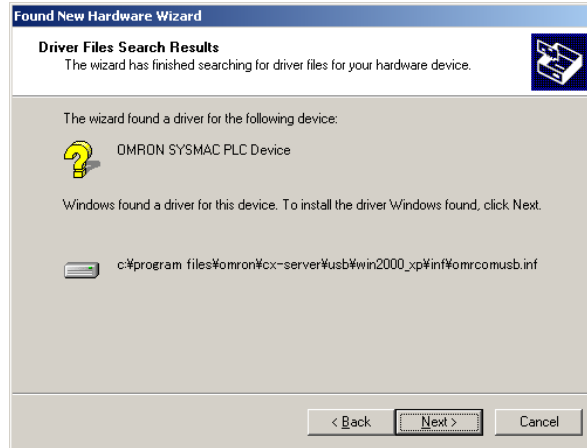 Found New Hardware Wizard
Driver Files Search Results
The wizard has finished searching for driver files for your hardware device.
The wizard found a driver for the following device:
OMRON SYSMAC PLC Device
Windows found a driver for this device. To install the driver Windows found, click Next.
c:¥program files¥omron¥cx-server¥usb¥win2000_xp¥inf¥omrcomusb.inf
< Back
Next >
Cancel